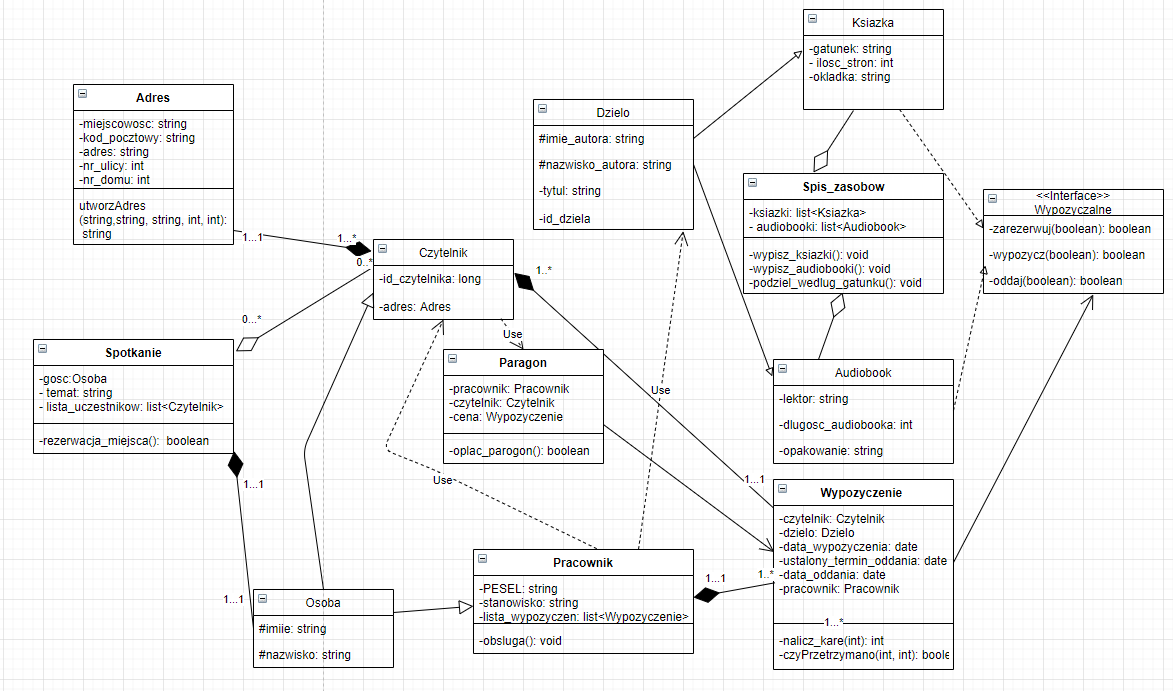 Ksiazka
-gatunek: string
- ilosc_stron: int
-okladka: string
Adres
-miejscowosc: string
-kod_pocztowy: string
-adres: string
-nr_ulicy: int
-nr_domu: int
utworzAdres
(string,string, string, int, int):
string
Dzielo
#imie_autora: string
#nazwisko_autora: string
-tytul: string
-id_dziela
Spis_zasobow
-ksiazki: list<Ksiazka>
- audiobooki: list<Audiobook>
-wypisz_ksiazki(): void
-wypisz_audiobooki(): void
-podziel_wedlug_gatunku(): void
<<Interface>>
Wypozyczalne
-zarezerwuj(boolean): boolean
-wypozycz(boolean): boolean
-oddaj(boolean): boolean
1...1
1...*
0...*
Czytelnik
-id_czytelnika: long
-adres: Adres
1...*
0...*
Use
Spotkanie
-gosc:Osoba
- temat: string
- lista_uczestnikow: list<Czytelnik>
-rezerwacja_miejsca(): boolean
Paragon
-pracownik: Pracownik
-czytelnik: Czytelnik
-cena: Wypozyczenie
-oplac_parogon(): boolean
Use
Audiobook
-lektor: string
-dlugosc_audiobooka: int
-opakowanie: string
1...1
Use
1...1
Wypozyczenie
-czytelnik: Czytelnik
-dzielo: Dzielo
-data_wypozyczenia: date
-ustalony_termin_oddania: date
-data_oddania: date
-pracownik: Pracownik
1...*
-nalicz_kare(int): int
-czyPrzetrzymano(int, int): boole
Pracownik
-PESEL: string
-stanowisko: string
-lista_wypozyczen: list<Wypozyczenie>
-obsluga(): void
1...1
1..*
1...1
Osoba
#imiie: string
#nazwisko: string